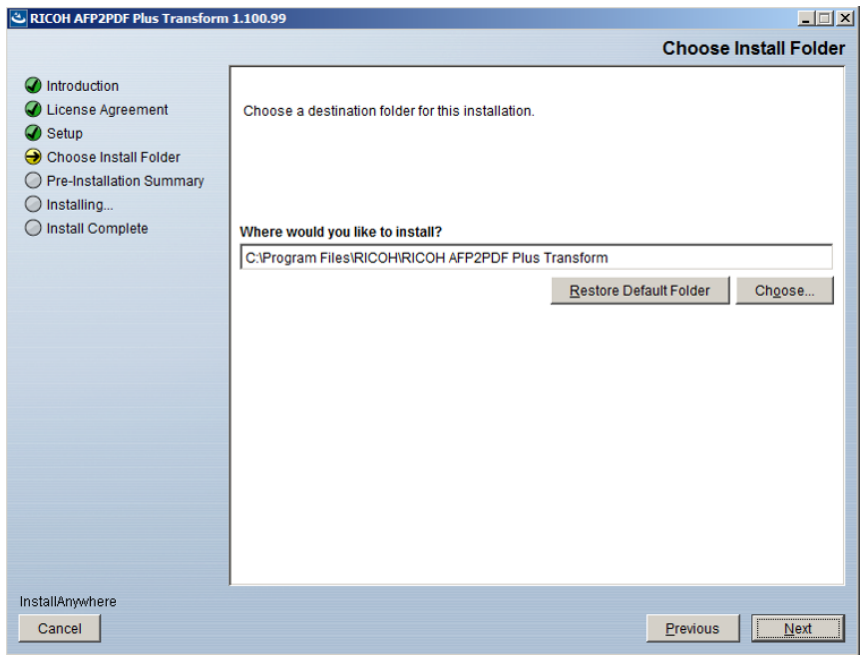 RICOH AFP2PDF Plus Transform 1.100.99
Choose Install Folder
Introduction
License Agreement
Setup
Choose Install Folder
Pre-Installation Summary
Installing...
Install Complete
Choose a destination folder for this installation.
Where would you like to install?
C:\Program Files\RICOH\RICOH AFP2PDF Plus Transform
Restore Default Folder Choose...
InstallAnywhere
Cancel Previous Next